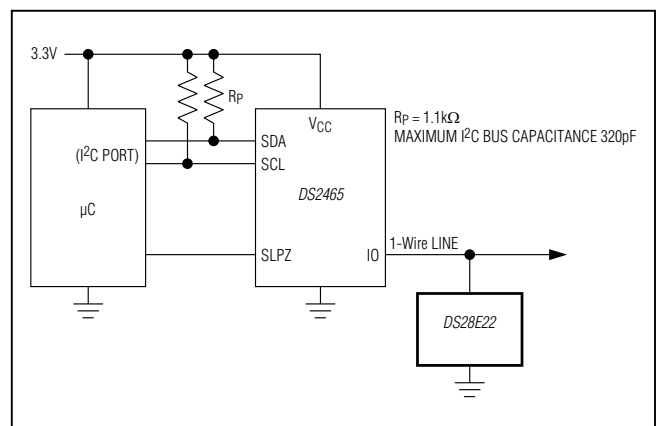 3.3V
RP
VCC
RP = 1.1kΩ
MAXIMUM I2C BUS CAPACITANCE 320pF
(I2C PORT)
SDA
SCL
DS2465
µC
SLPZ
IO
1-Wire LINE
DS28E22